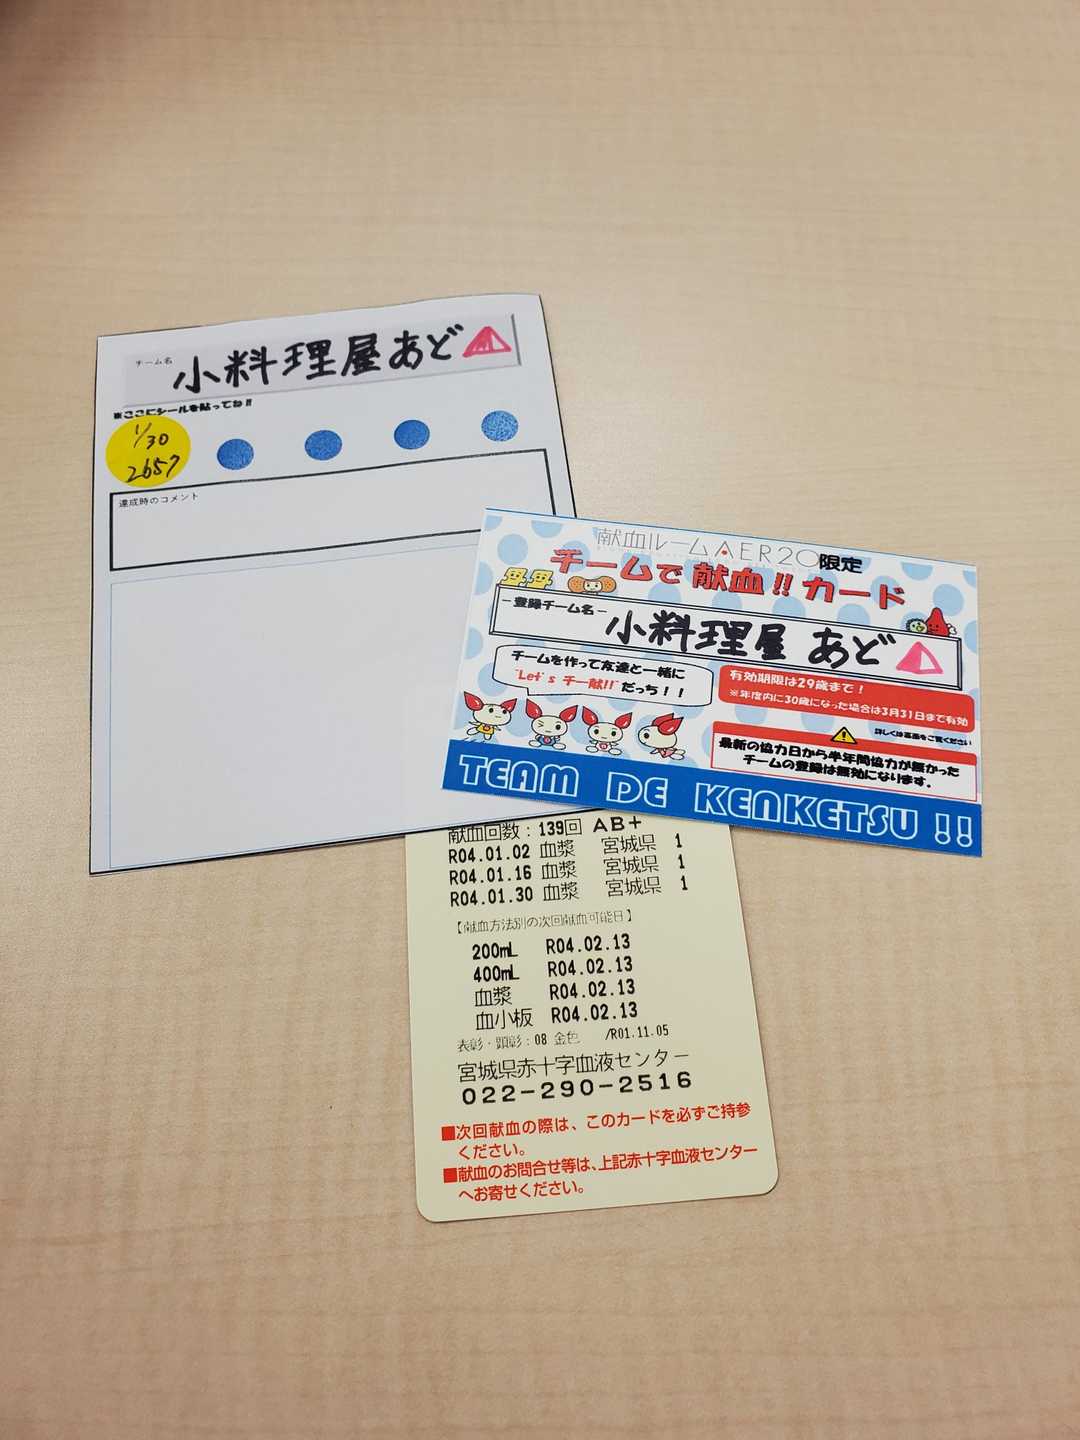 チーム名
小料理屋あど
※ここにシールを貼ってね!!
1/30
2657
達成時のコメント
献血ルームAER20限定
チームで献血!!カード
-登録チーム名-
小料理屋 あど
チームを作って友達と一緒に
"Let's チー献!!"だっち!!
有効期限は29歳まで!
※年度内に30歳になった場合は3月31日まで有効
詳しくは裏面をご覧ください
最新の協力日から半年間協力が無かった
チームの登録は無効になります.
TEAM DE KENKETSU !!
献血回数:139回 AB+
R04.01.02 血漿 宮城県 1
R04.01.16 血漿 宮城県 1
R04.01.30 血漿 宮城県 1
【献血方法別の次回献血可能日】
200mL R04.02.13
400mL R04.02.13
血漿 R04.02.13
血小板 R04.02.13
表彰・顕彰:08 金色 /R01.11.05
宮城県赤十字血液センター
022-290-2516
■次回献血の際は、このカードを必ずご持参
ください。
■献血のお問合せ等は、上記赤十字血液センター
へお寄せください。